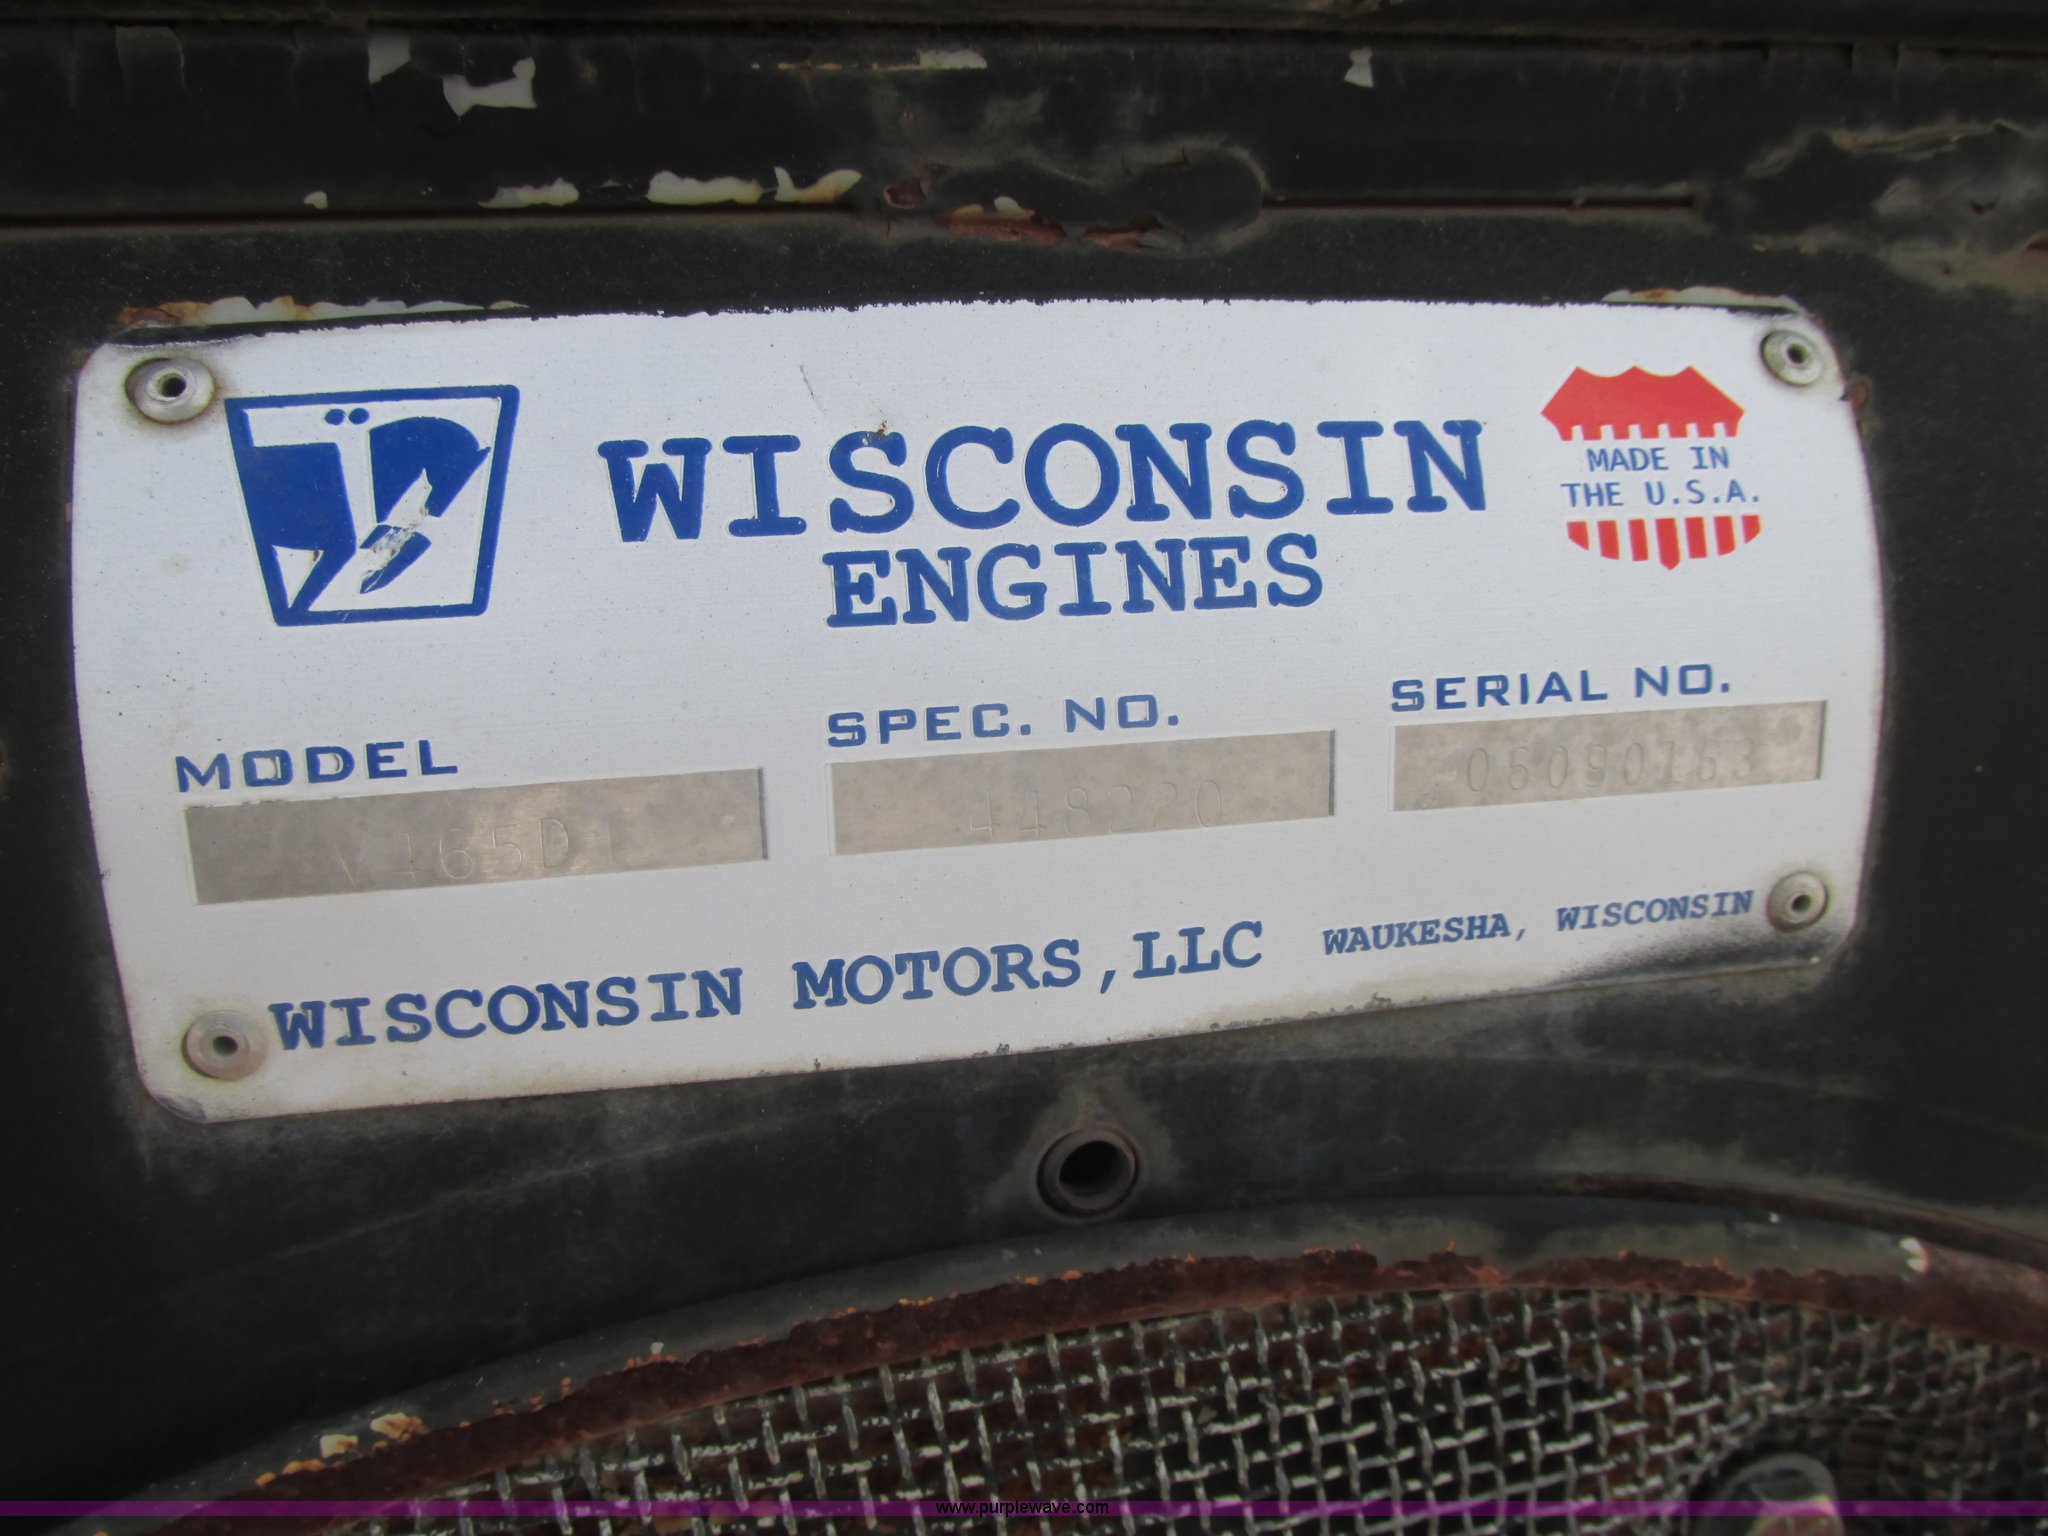 WISCONSIN
ENGINES
MADE IN
THE U.S.A.
MODEL
SPEC. NO.
SERIAL NO.
V465D1
448220
06090163
WISCONSIN MOTORS, LLC WAUKESHA, WISCONSIN
www.purplewave.com